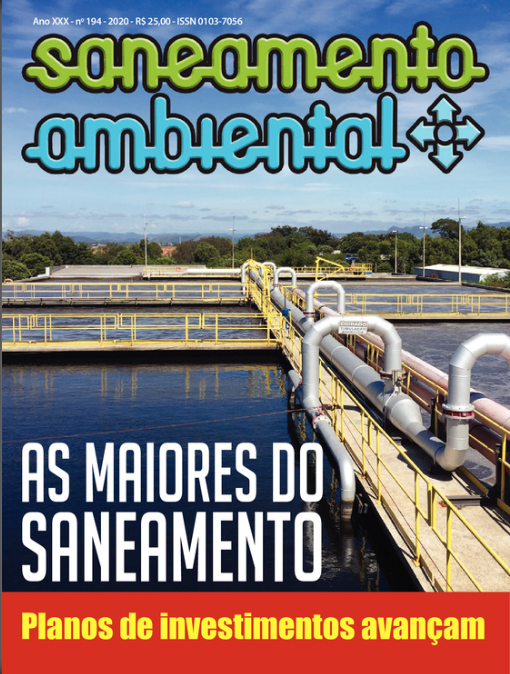 Ano XXX - nº 194 - 2020 - R$ 25,00 - ISSN 0103-7056
saneamento
ambiental
AS MAIORES DO
SANEAMENTO
Planos de investimentos avançam